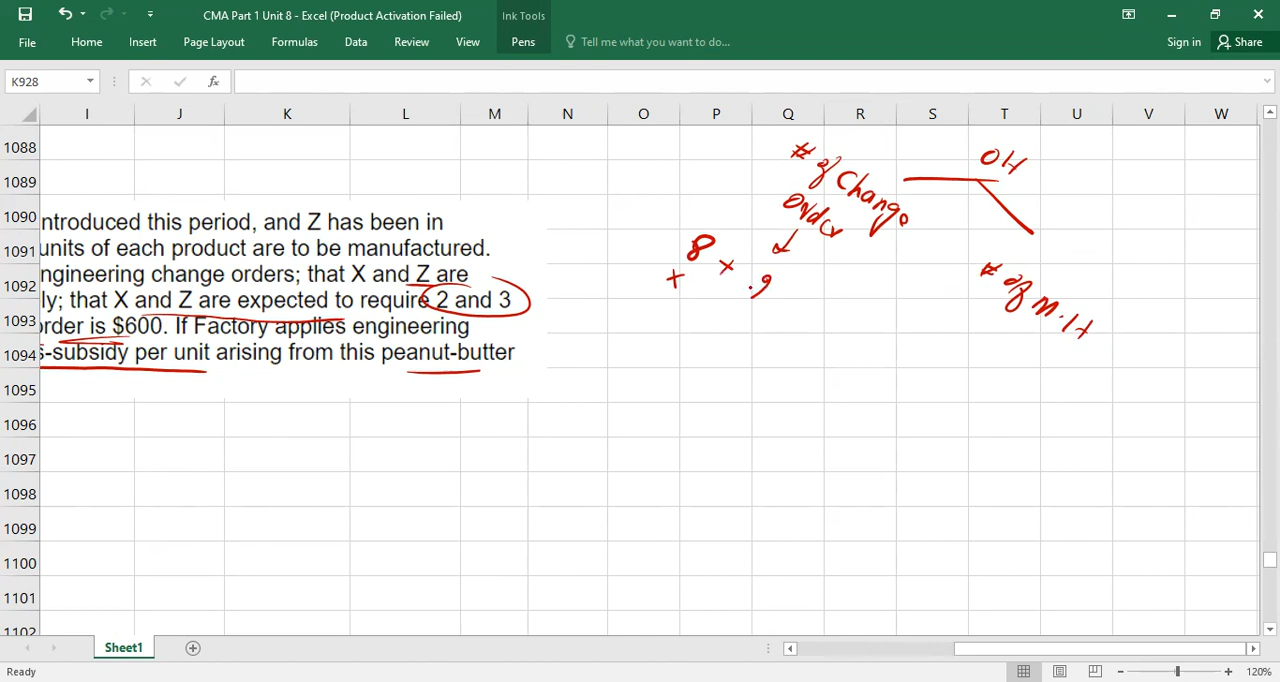 CMA Part 1 Unit 8 - Excel (Product Activation Failed)
Ink Tools
File Home Insert Page Layout Formulas Data Review View Pens Tell me what you want to do... Sign in Share
K928
fx
I J K L M N O P Q R S T U V W
1088
1089
1090
1091
1092
1093
1094
1095
1096
1097
1098
1099
1100
1101
1102
ntroduced this period, and Z has been in
units of each product are to be manufactured.
ngineering change orders; that X and Z are
ly; that X and Z are expected to require 2 and 3
order is $600. If Factory applies engineering
s-subsidy per unit arising from this peanut-butter
# of Change
Order
OH
8 × .9
+
# of M.H
Sheet1
Ready
120%